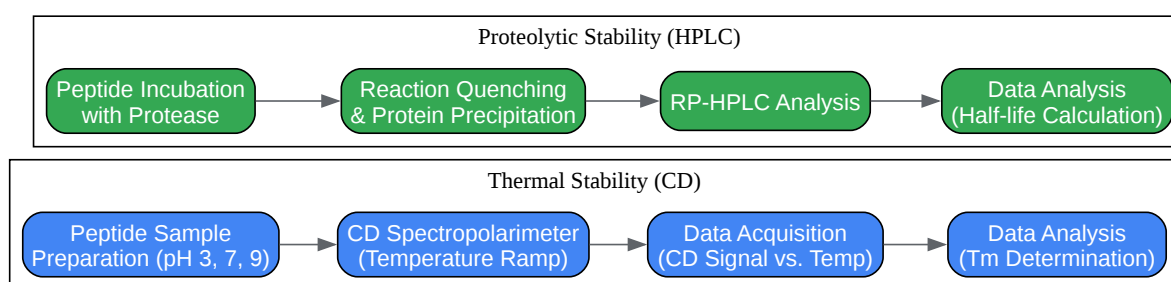 Proteolytic Stability (HPLC)
Peptide Incubation
with Protease
Reaction Quenching
& Protein Precipitation
RP-HPLC Analysis
Data Analysis
(Half-life Calculation)
Thermal Stability (CD)
Peptide Sample
Preparation (pH 3, 7, 9)
CD Spectropolarimeter
(Temperature Ramp)
Data Acquisition
(CD Signal vs. Temp)
Data Analysis
(Tm Determination)